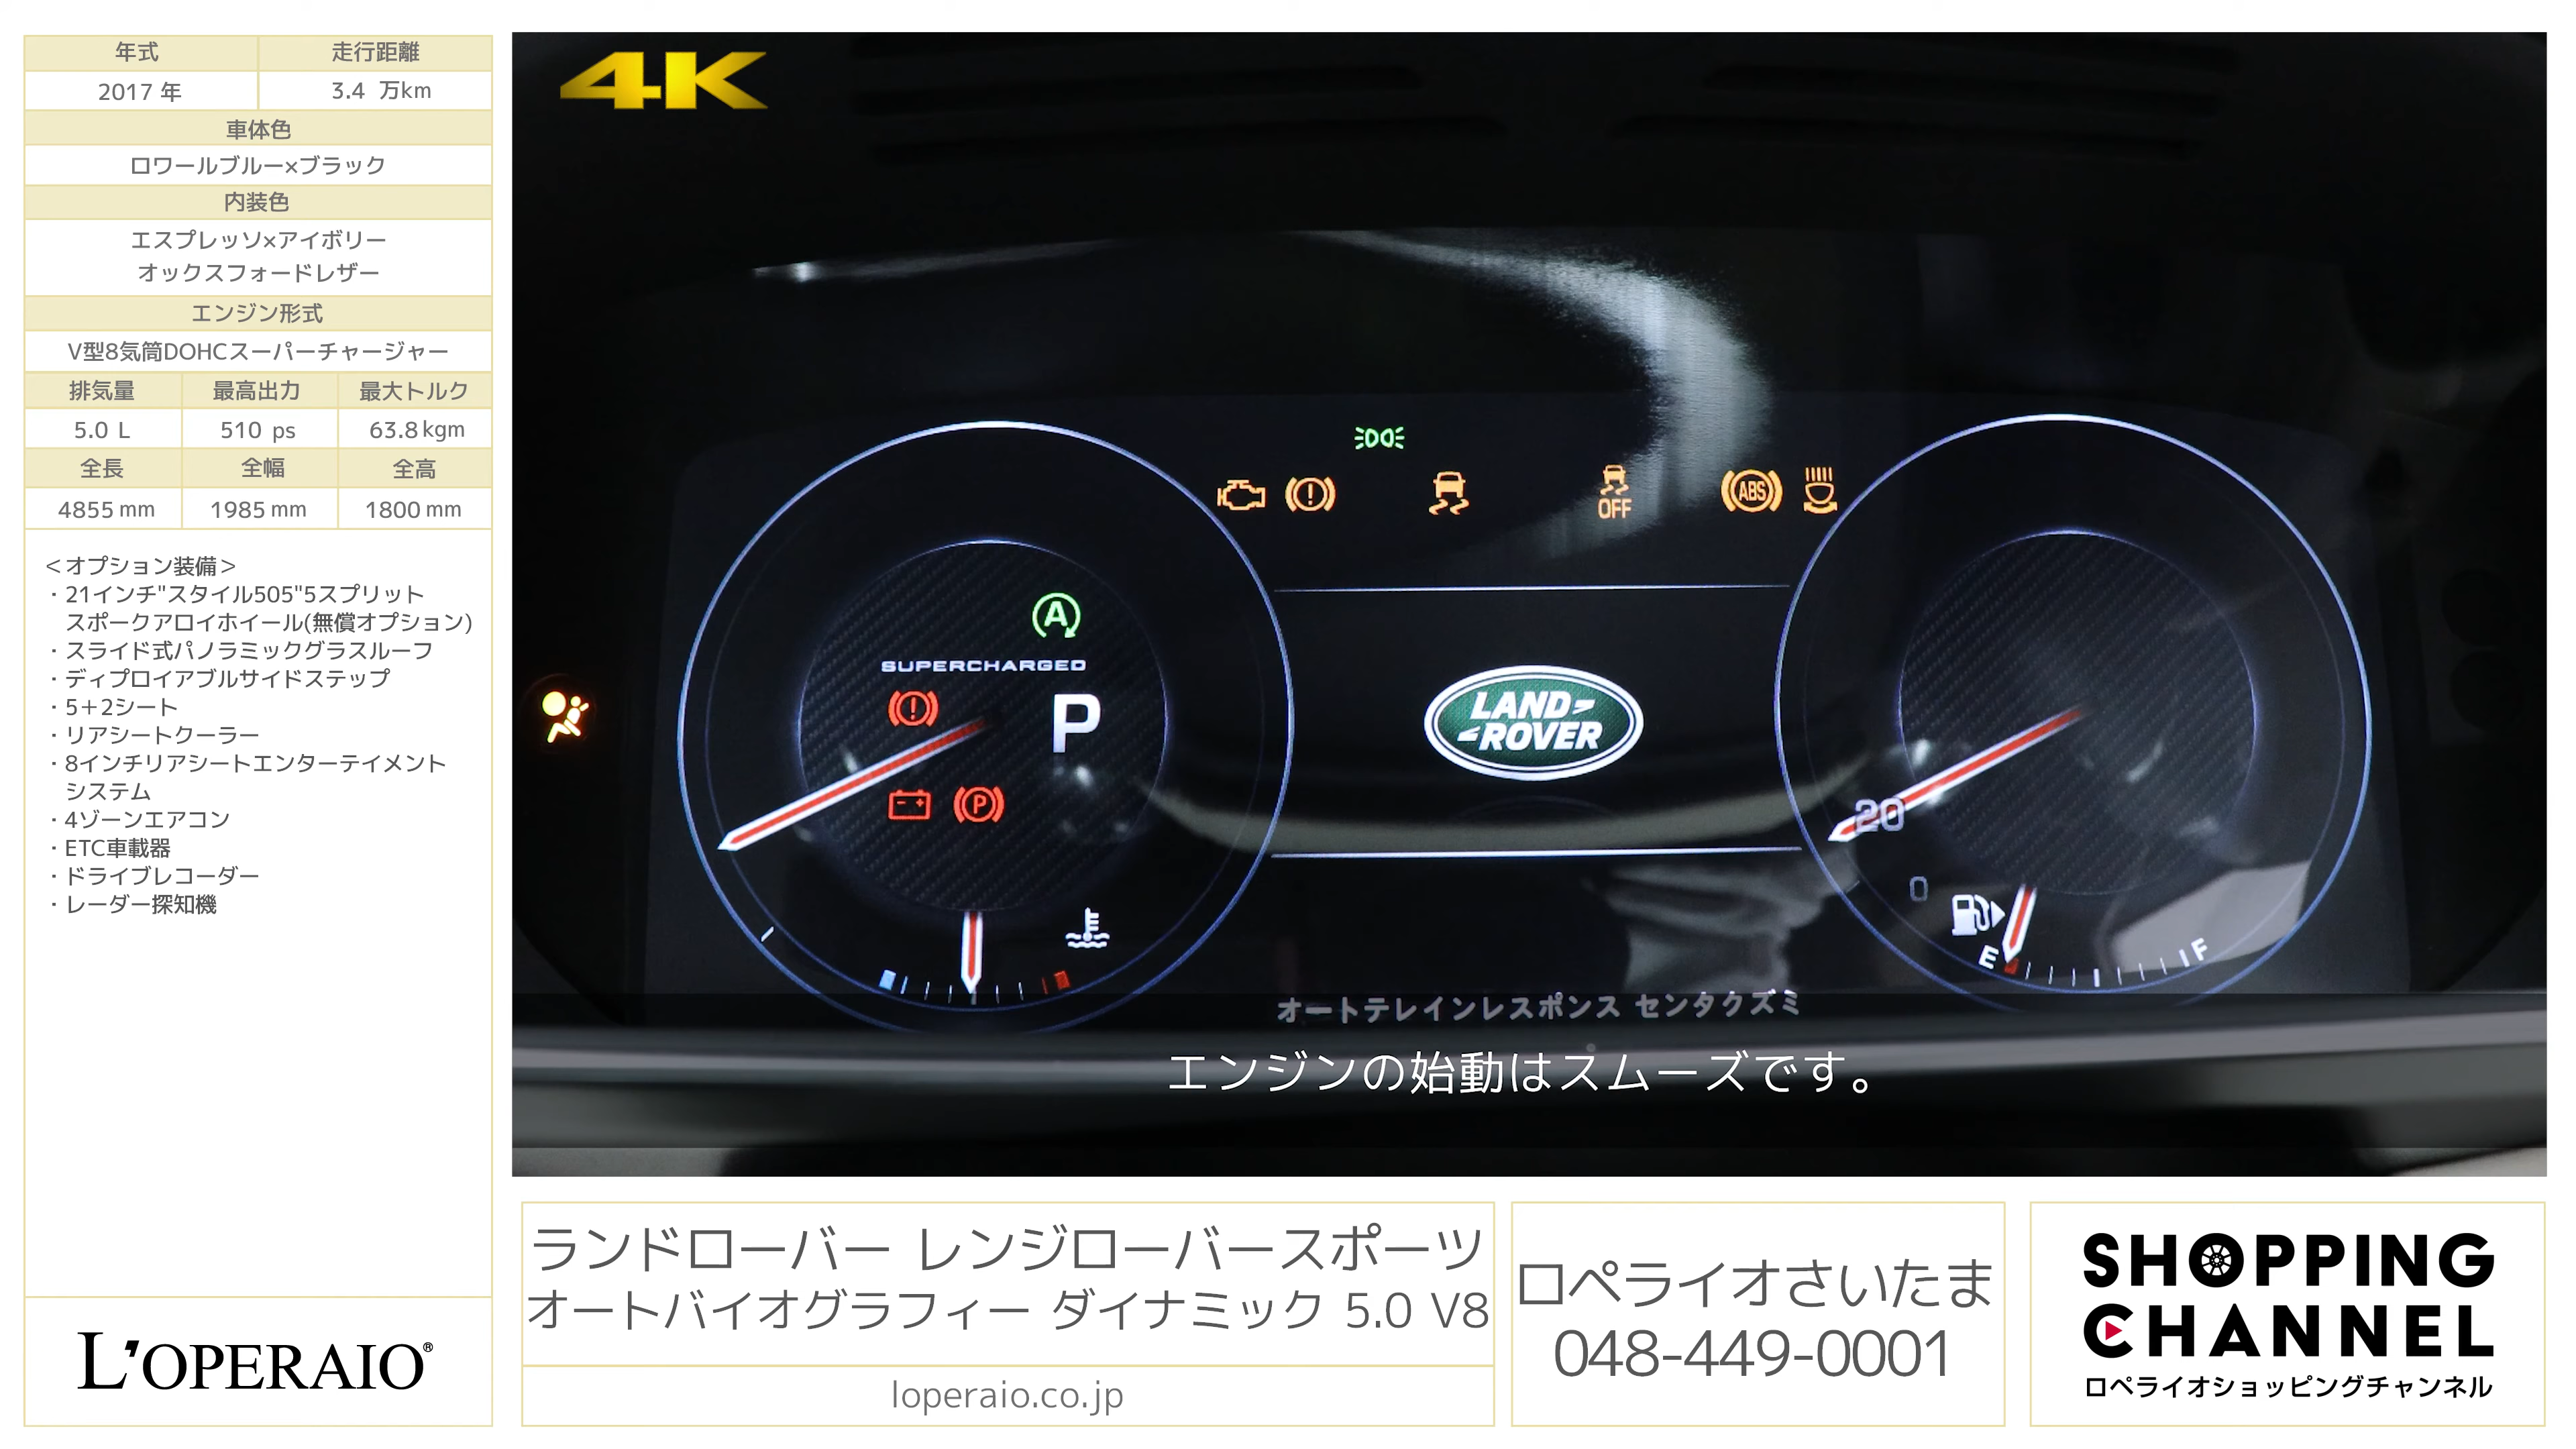 年式 走行距離
2017 年 3.4 万km
車体色
ロワールブルー×ブラック
内装色
エスプレッソ×アイボリー
オックスフォードレザー
エンジン形式
V型8気筒DOHCスーパーチャージャー
排気量 最高出力 最大トルク
5.0 L 510 ps 63.8kgm
全長 全幅 全高
4855mm 1985mm 1800mm
＜オプション装備＞
・21インチ"スタイル505"5スプリット
スポークアロイホイール(無償オプション)
・スライド式パノラミックグラスルーフ
・ディプロイアブルサイドステップ
・5＋2シート
・リアシートクーラー
・8インチリアシートエンターテイメント
システム
・4ゾーンエアコン
・ETC車載器
・ドライブレコーダー
・レーダー探知機
L'OPERAIO®
4K
OFF
ABS
A
SUPERCHARGED
P
P
LAND
ROVER
20
0
E
F
オートテレインレスポンス センタクズミ
エンジンの始動はスムーズです。
ランドローバー レンジローバースポーツ
オートバイオグラフィー ダイナミック 5.0 V8
loperaio.co.jp
ロペライオさいたま
048-449-0001
SHOPPING
CHANNEL
ロペライオショッピングチャンネル